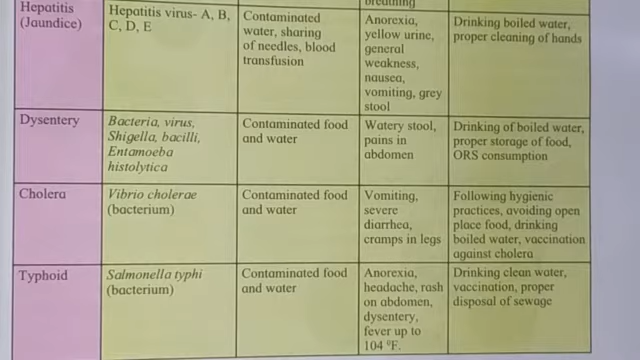 breathing
Hepatitis
(Jaundice)
Hepatitis virus- A, B,
C, D, E
Contaminated
water, sharing
of needles, blood
transfusion
Anorexia,
yellow urine,
general
weakness,
nausea,
vomiting, grey
stool
Drinking boiled water,
proper cleaning of hands
Dysentery
Bacteria, virus,
Shigella, bacilli,
Entamoeba
histolytica
Contaminated food
and water
Watery stool,
pains in
abdomen
Drinking of boiled water,
proper storage of food,
ORS consumption
Cholera
Vibrio cholerae
(bacterium)
Contaminated food
and water
Vomiting,
severe
diarrhea,
cramps in legs
Following hygienic
practices, avoiding open
place food, drinking
boiled water, vaccination
against cholera
Typhoid
Salmonella typhi
(bacterium)
Contaminated food
and water
Anorexia,
headache, rash
on abdomen,
dysentery,
fever up to
104 ºF.
Drinking clean water,
vaccination, proper
disposal of sewage